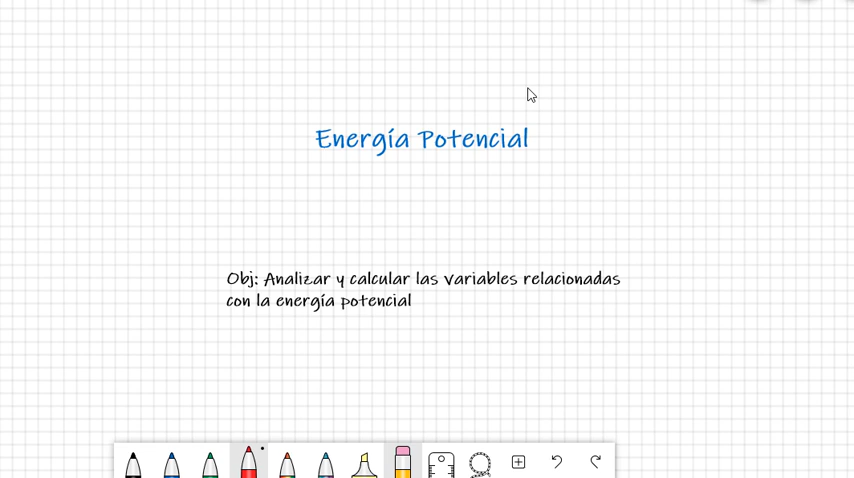 Energía Potencial
Obj: Analizar y calcular las variables relacionadas
con la energía potencial